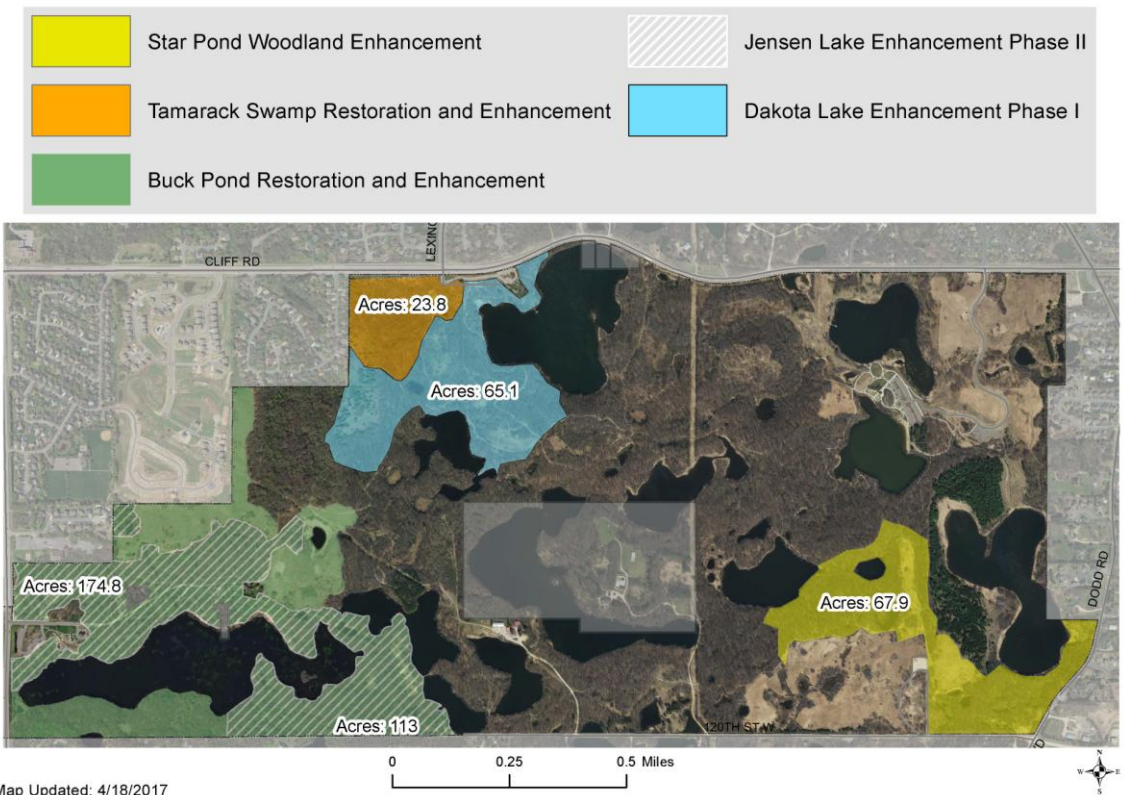 Star Pond Woodland Enhancement
Jensen Lake Enhancement Phase II
Tamarack Swamp Restoration and Enhancement
Dakota Lake Enhancement Phase I
Buck Pond Restoration and Enhancement
LEXING
CLIFF RD
Acres: 23.8
Acres: 65.1
Acres: 174.8
DODD RD
Acres: 67.9
Acres: 113
120TH ST W
0 0.25 0.5 Miles
N
W E
S
Map Updated: 4/18/2017